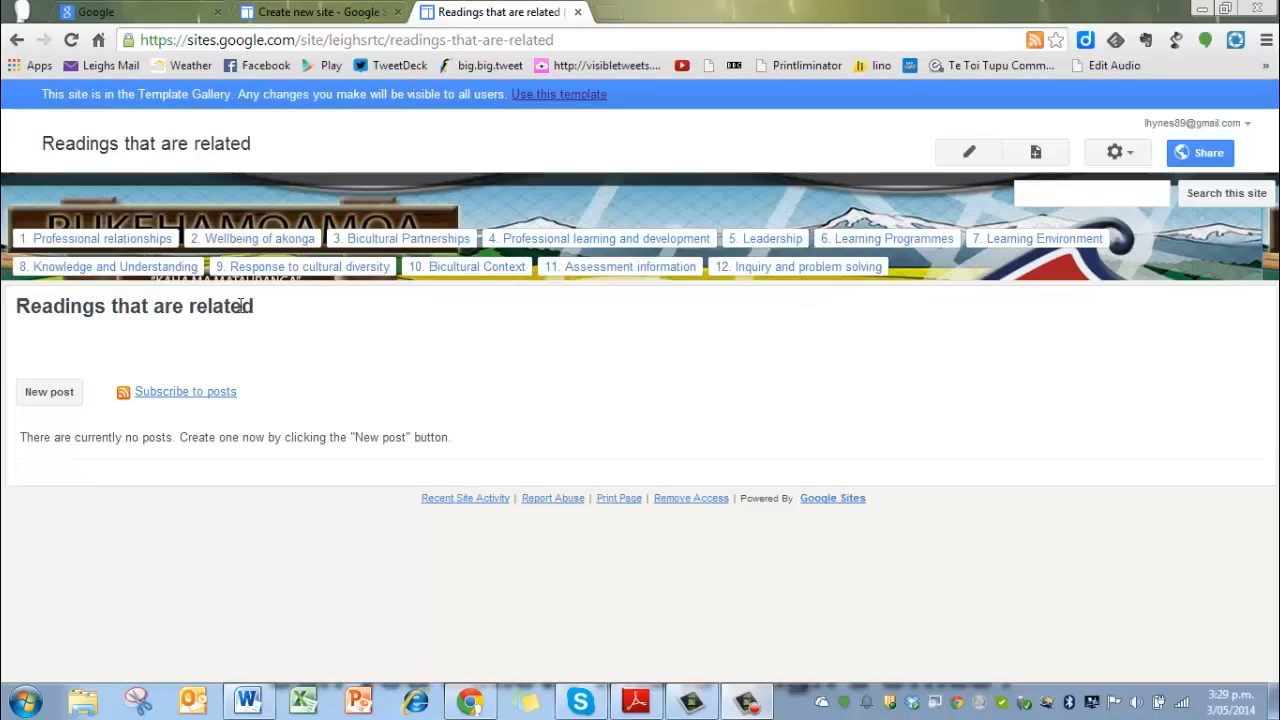 Google
Create new site - Google S
Readings that are related (
https://sites.google.com/site/leighsrtc/readings-that-are-related
Apps Leighs Mail Weather Facebook Play TweetDeck big.big.tweet http://visibletweets.... Printliminator lino Te Toi Tupu Comm... Edit Audio »
This site is in the Template Gallery. Any changes you make will be visible to all users. Use this template
lhynes89@gmail.com
Readings that are related
Share
Search this site
PUKEHAMOAMOA
1. Professional relationships 2. Wellbeing of akonga 3. Bicultural Partnerships 4. Professional learning and development 5. Leadership 6. Learning Programmes 7. Learning Environment
8. Knowledge and Understanding 9. Response to cultural diversity 10. Bicultural Context 11. Assessment information 12. Inquiry and problem solving
Readings that are related
New post Subscribe to posts
There are currently no posts. Create one now by clicking the "New post" button.
Recent Site Activity | Report Abuse | Print Page | Remove Access | Powered By Google Sites
3:29 p.m.
3/05/2014